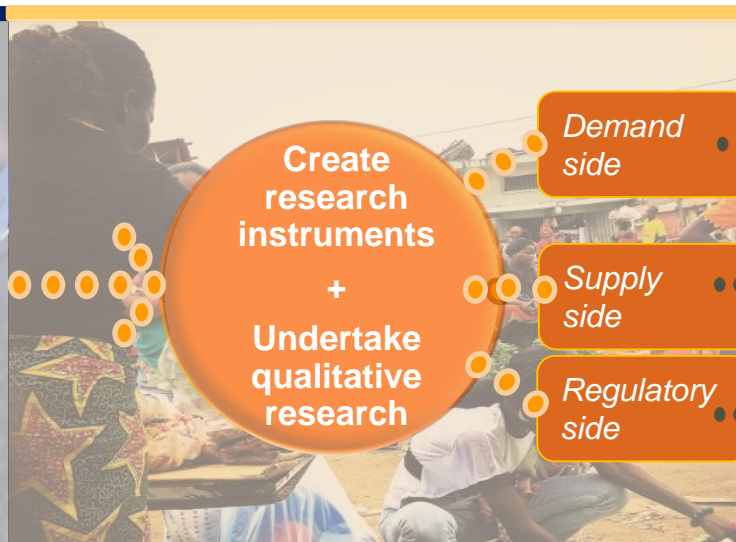 Create
research
instruments
+
Undertake
qualitative
research
Demand
side
Supply
side
Regulatory
side